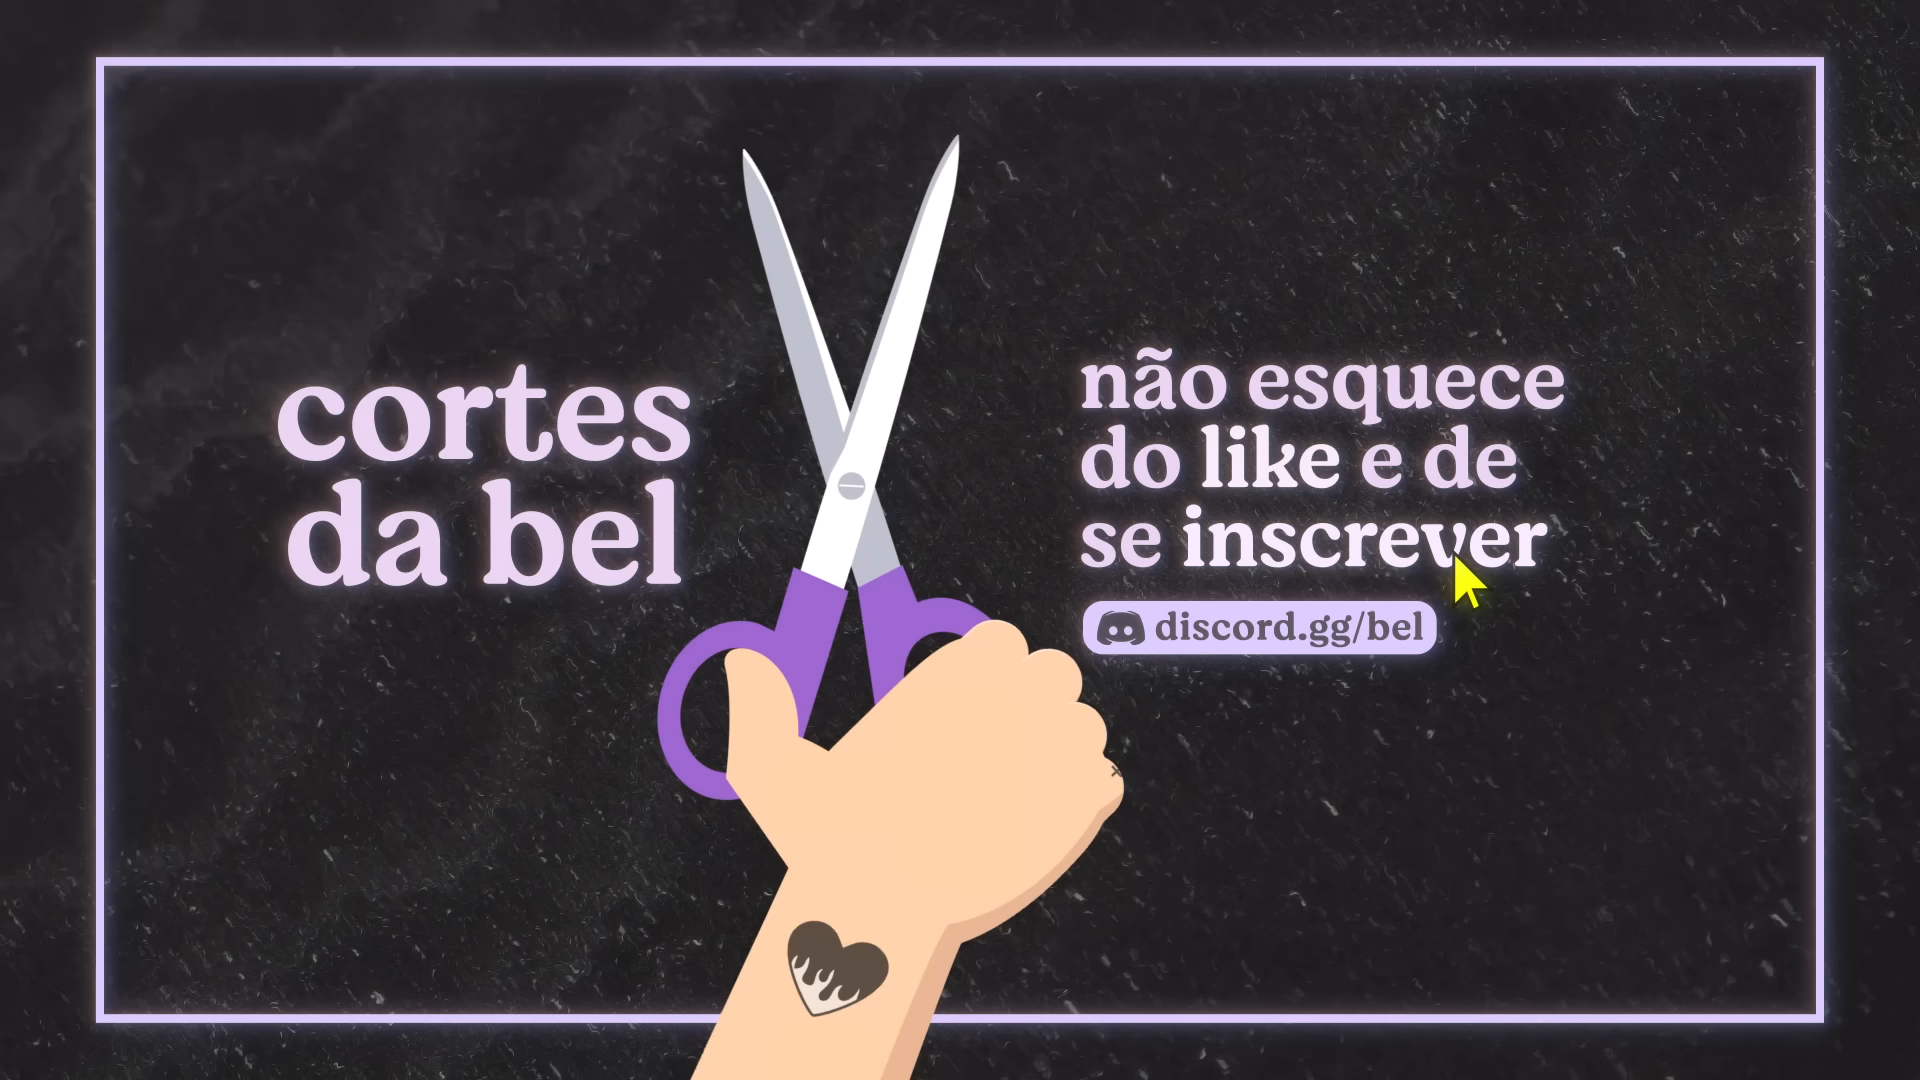 cortes
da bel
não esquece
do like e de
se inscrever
discord.gg/bel